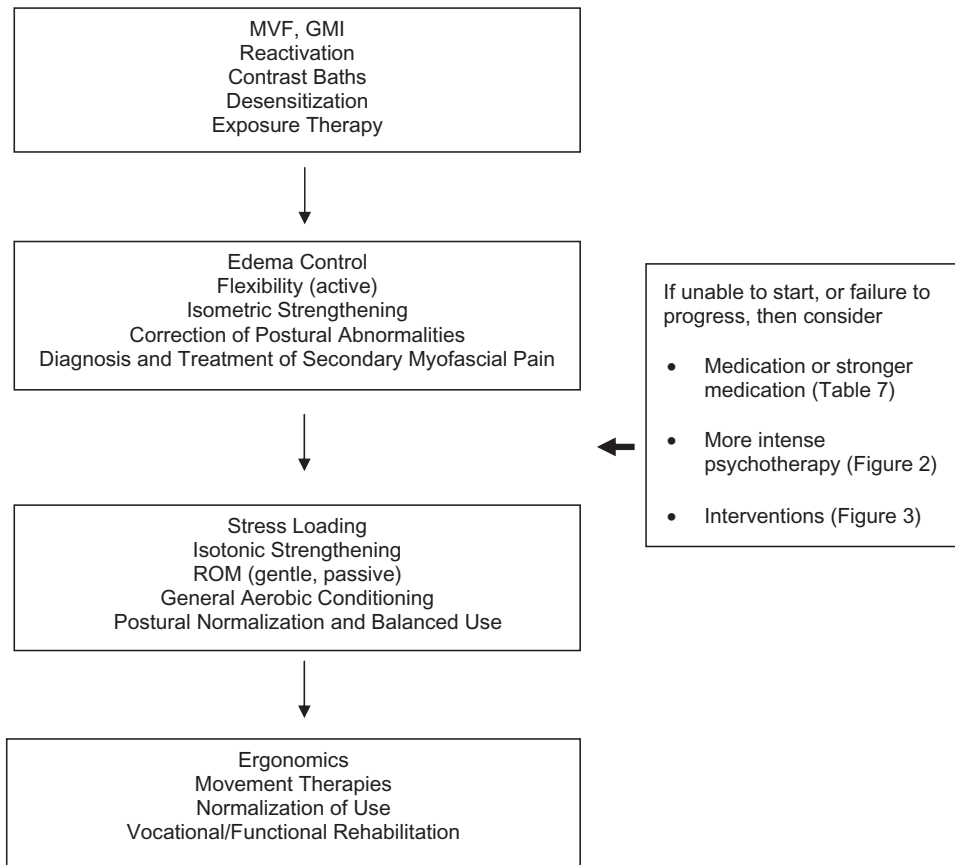 MVF, GMI
Reactivation
Contrast Baths
Desensitization
Exposure Therapy
Edema Control
Flexibility (active)
Isometric Strengthening
Correction of Postural Abnormalities
Diagnosis and Treatment of Secondary Myofascial Pain
If unable to start, or failure to
progress, then consider
• Medication or stronger
medication (Table 7)
• More intense
psychotherapy (Figure 2)
• Interventions (Figure 3)
Stress Loading
Isotonic Strengthening
ROM (gentle, passive)
General Aerobic Conditioning
Postural Normalization and Balanced Use
Ergonomics
Movement Therapies
Normalization of Use
Vocational/Functional Rehabilitation